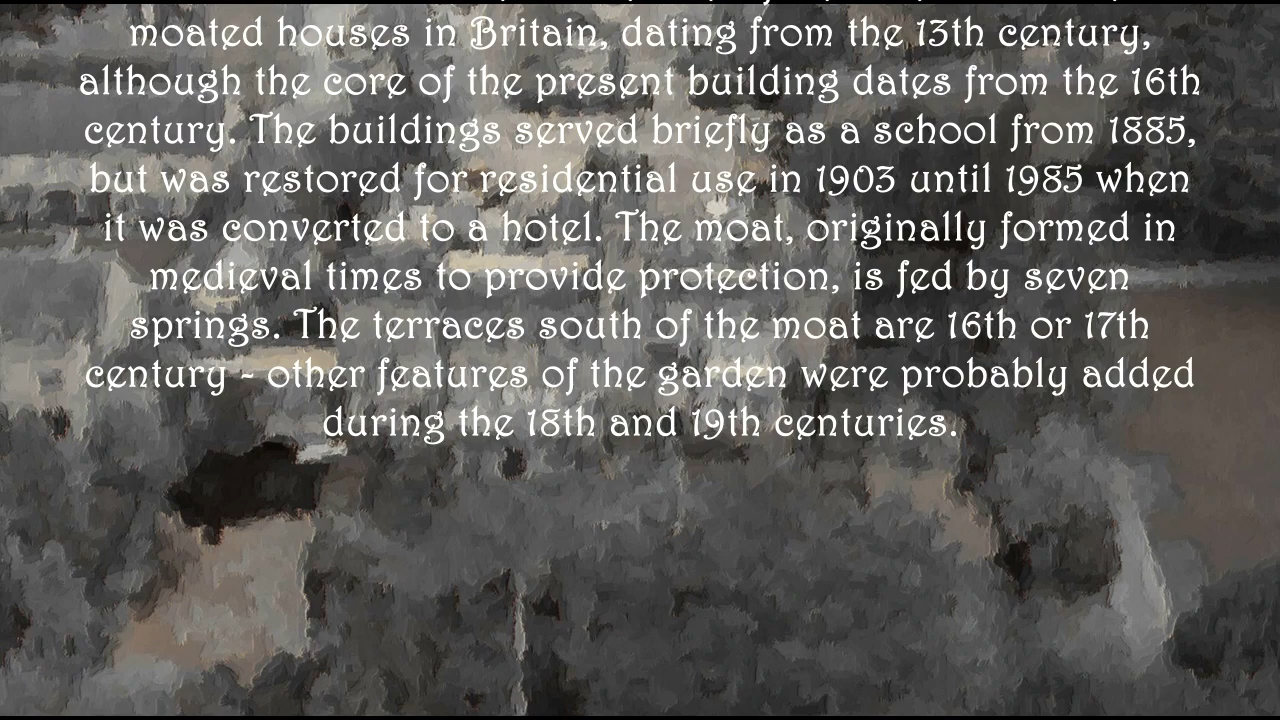 moated houses in Britain, dating from the 13th century,
although the core of the present building dates from the 16th
century. The buildings served briefly as a school from 1885,
but was restored for residential use in 1903 until 1985 when
it was converted to a hotel. The moat, originally formed in
medieval times to provide protection, is fed by seven
springs. The terraces south of the moat are 16th or 17th
century - other features of the garden were probably added
during the 18th and 19th centuries.